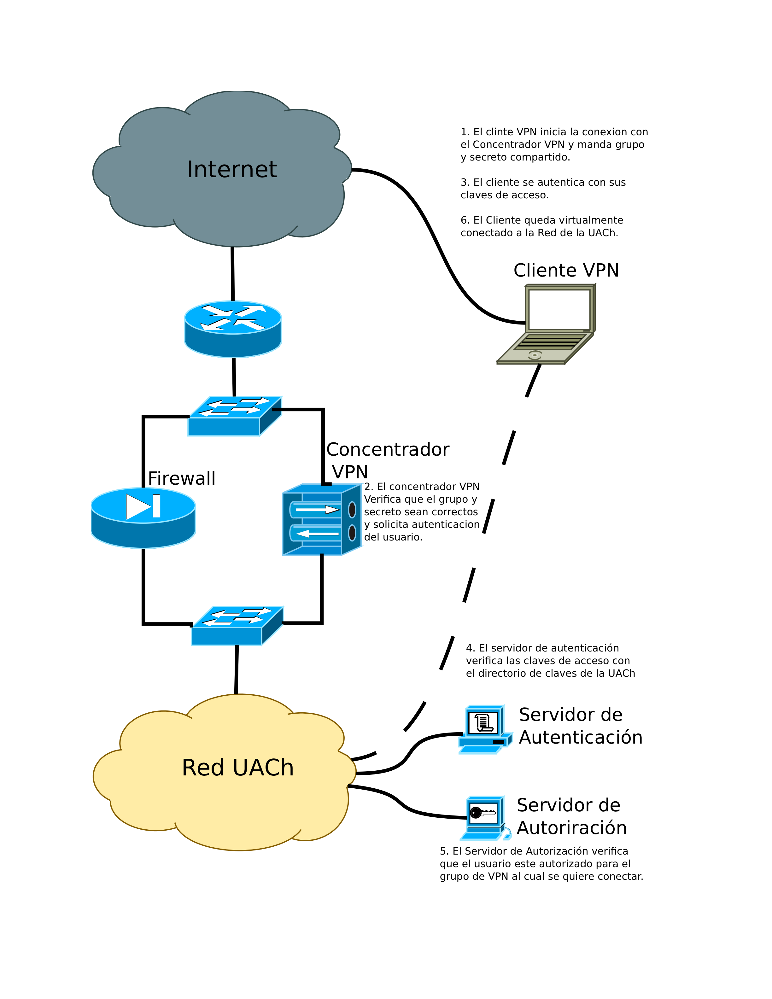 Internet
1. El clinte VPN inicia la conexion con
el Concentrador VPN y manda grupo
y secreto compartido.
3. El cliente se autentica con sus
claves de acceso.
6. El Cliente queda virtualmente
conectado a la Red de la UACh.
Cliente VPN
Concentrador
VPN
Firewall
2. El concentrador VPN
Verifica que el grupo y
secreto sean correctos
y solicita autenticacion
del usuario.
4. El servidor de autenticación
verifica las claves de acceso con
el directorio de claves de la UACh
Servidor de
Autenticación
Red UACh
Servidor de
Autoriración
5. El Servidor de Autorización verifica
que el usuario este autorizado para el
grupo de VPN al cual se quiere conectar.